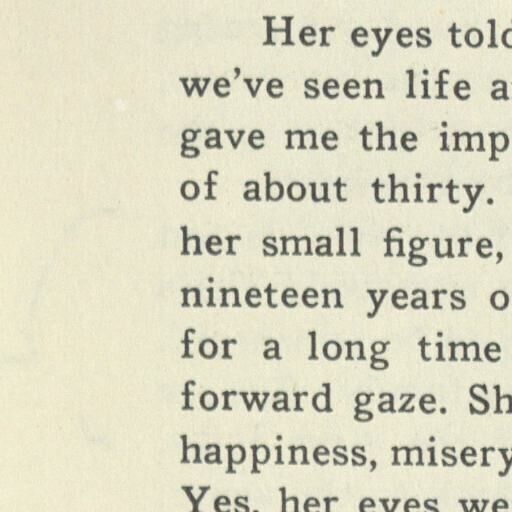 Her eyes told
we've seen life a
gave me the imp
of about thirty.
her small figure,
nineteen years o
for a long time
forward gaze. Sh
happiness, misery
Yes, her eyes we